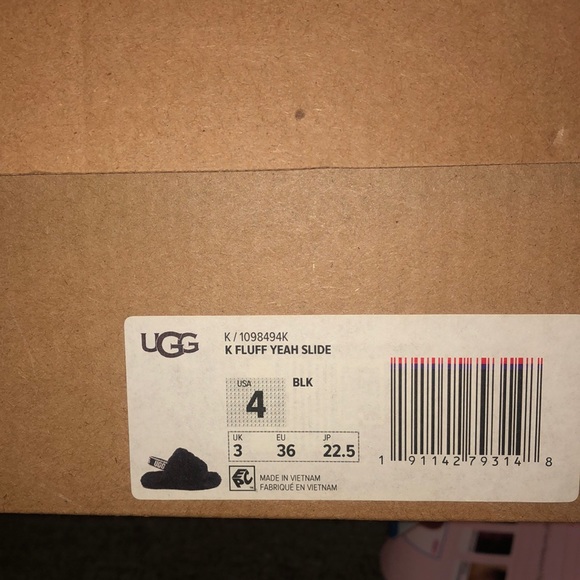 UGG
K / 1098494K
K FLUFF YEAH SLIDE
USA
4
BLK
UK EU JP
3 36 22.5
UGG
MADE IN VIETNAM
FABRIQUÉ EN VIETNAM
1 91142 79314 8